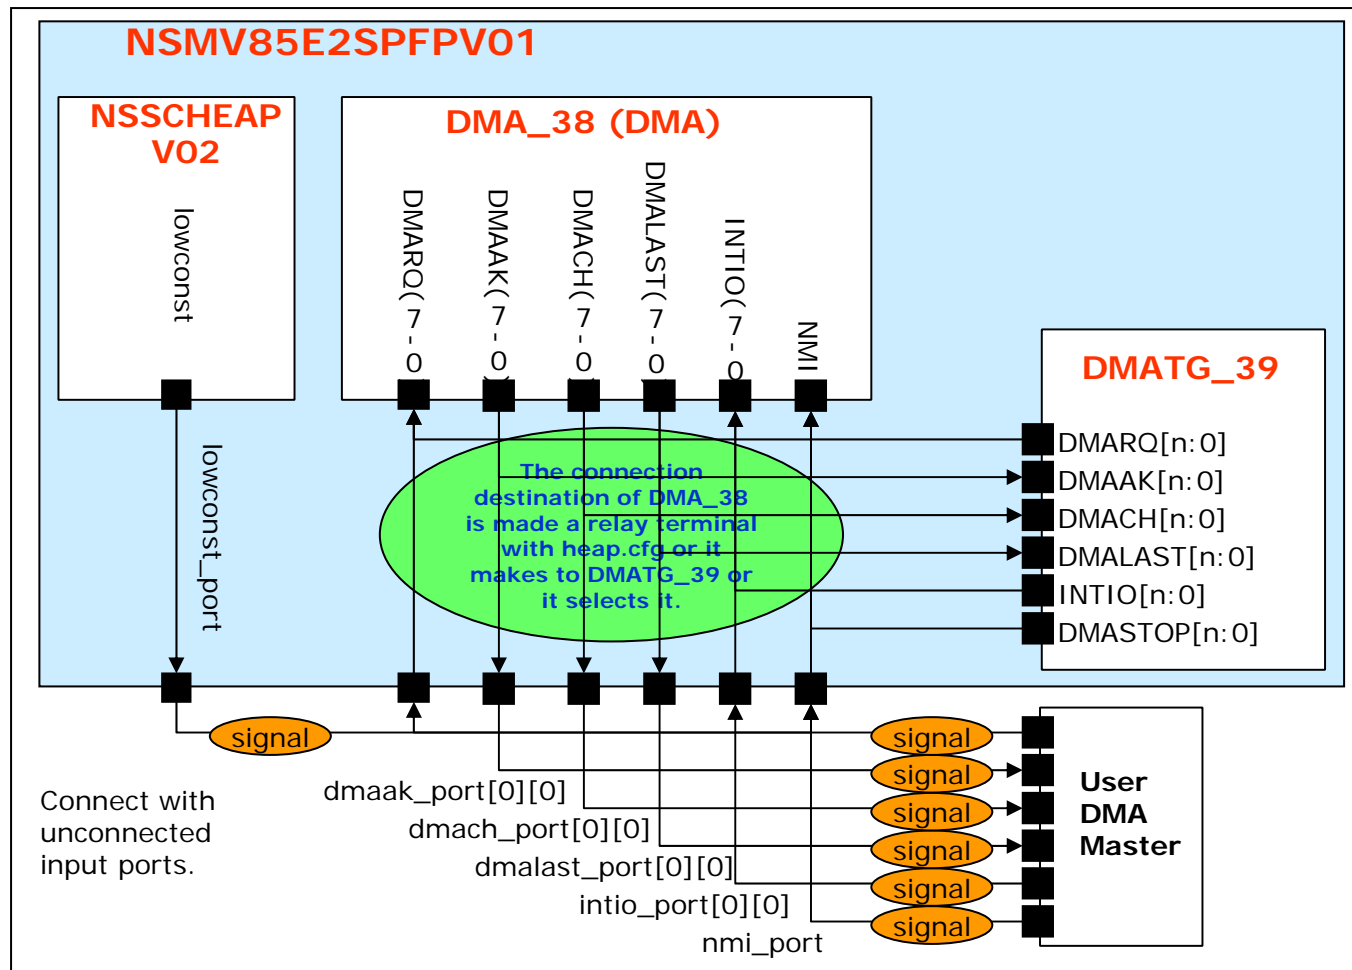 NSMV85E2SPFPV01
NSSCHEAP
V02
lowconst
lowconst_port
DMA_38 (DMA)
DMARQ(7-0)
DMAAK(7-0)
DMACH(7-0)
DMALAST(7-0)
INTIO(7-0)
NMI
The connection
destination of DMA_38
is made a relay terminal
with heap.cfg or it
makes to DMATG_39 or
it selects it.
DMATG_39
DMARQ[n:0]
DMAAK[n:0]
DMACH[n:0]
DMALAST[n:0]
INTIO[n:0]
DMASTOP[n:0]
signal
signal
signal
signal
signal
signal
signal
User
DMA
Master
dmaak_port[0][0]
dmach_port[0][0]
dmalast_port[0][0]
intio_port[0][0]
nmi_port
Connect with
unconnected
input ports.